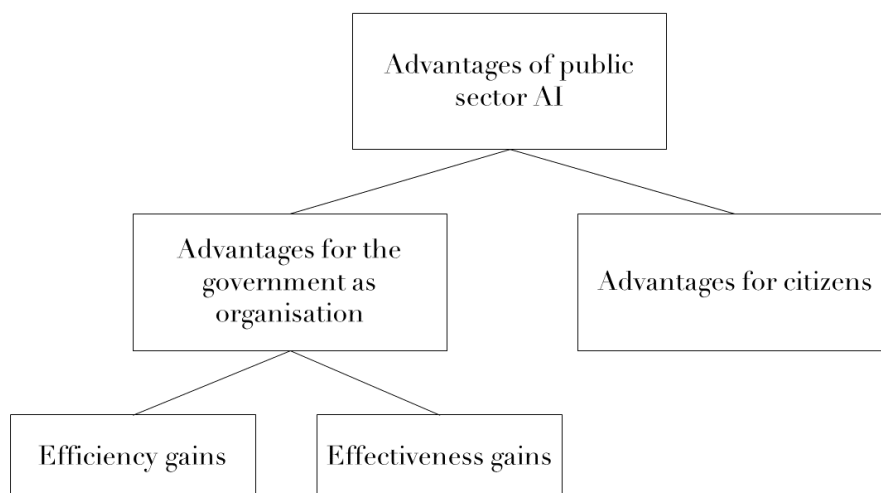 Advantages of public
sector AI
Advantages for the
government as
organisation
Advantages for citizens
Efficiency gains
Effectiveness gains